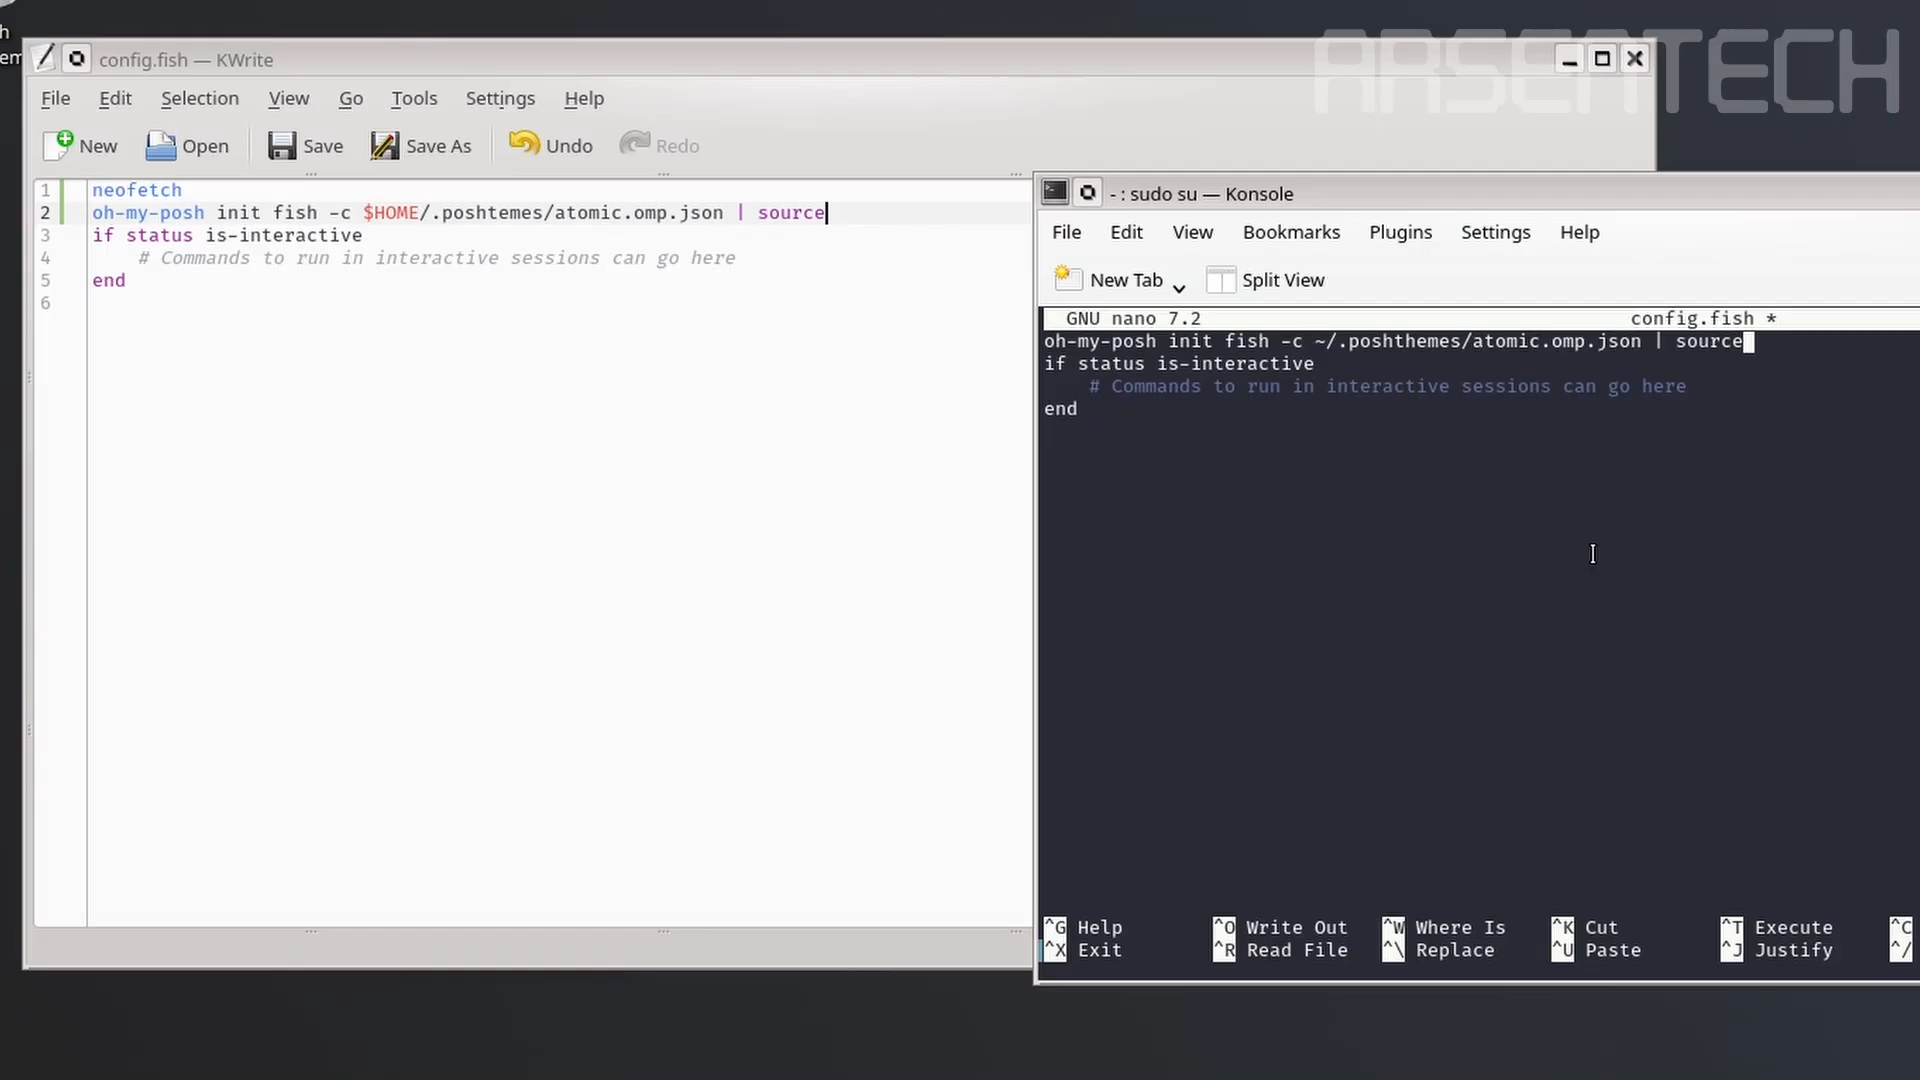 ARSENTECH
h
em
config.fish — KWrite
File Edit Selection View Go Tools Settings Help
New Open Save Save As Undo Redo
1 neofetch
2 oh-my-posh init fish -c $HOME/.poshtemes/atomic.omp.json | source
3 if status is-interactive
4 # Commands to run in interactive sessions can go here
5 end
6
- : sudo su — Konsole
File Edit View Bookmarks Plugins Settings Help
New Tab Split View
GNU nano 7.2 config.fish *
oh-my-posh init fish -c ~/.poshthemes/atomic.omp.json | source
if status is-interactive
# Commands to run in interactive sessions can go here
end
^G Help ^O Write Out ^W Where Is ^K Cut ^T Execute ^C
^X Exit ^R Read File ^\ Replace ^U Paste ^J Justify ^/